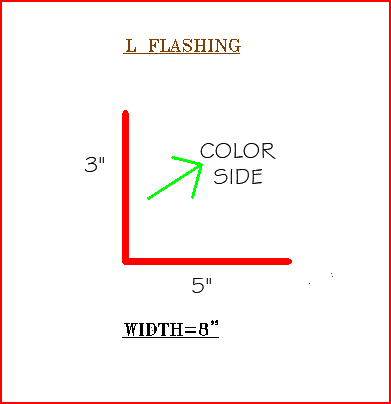 L FLASHING
3"
COLOR
SIDE
5"
WIDTH=8"